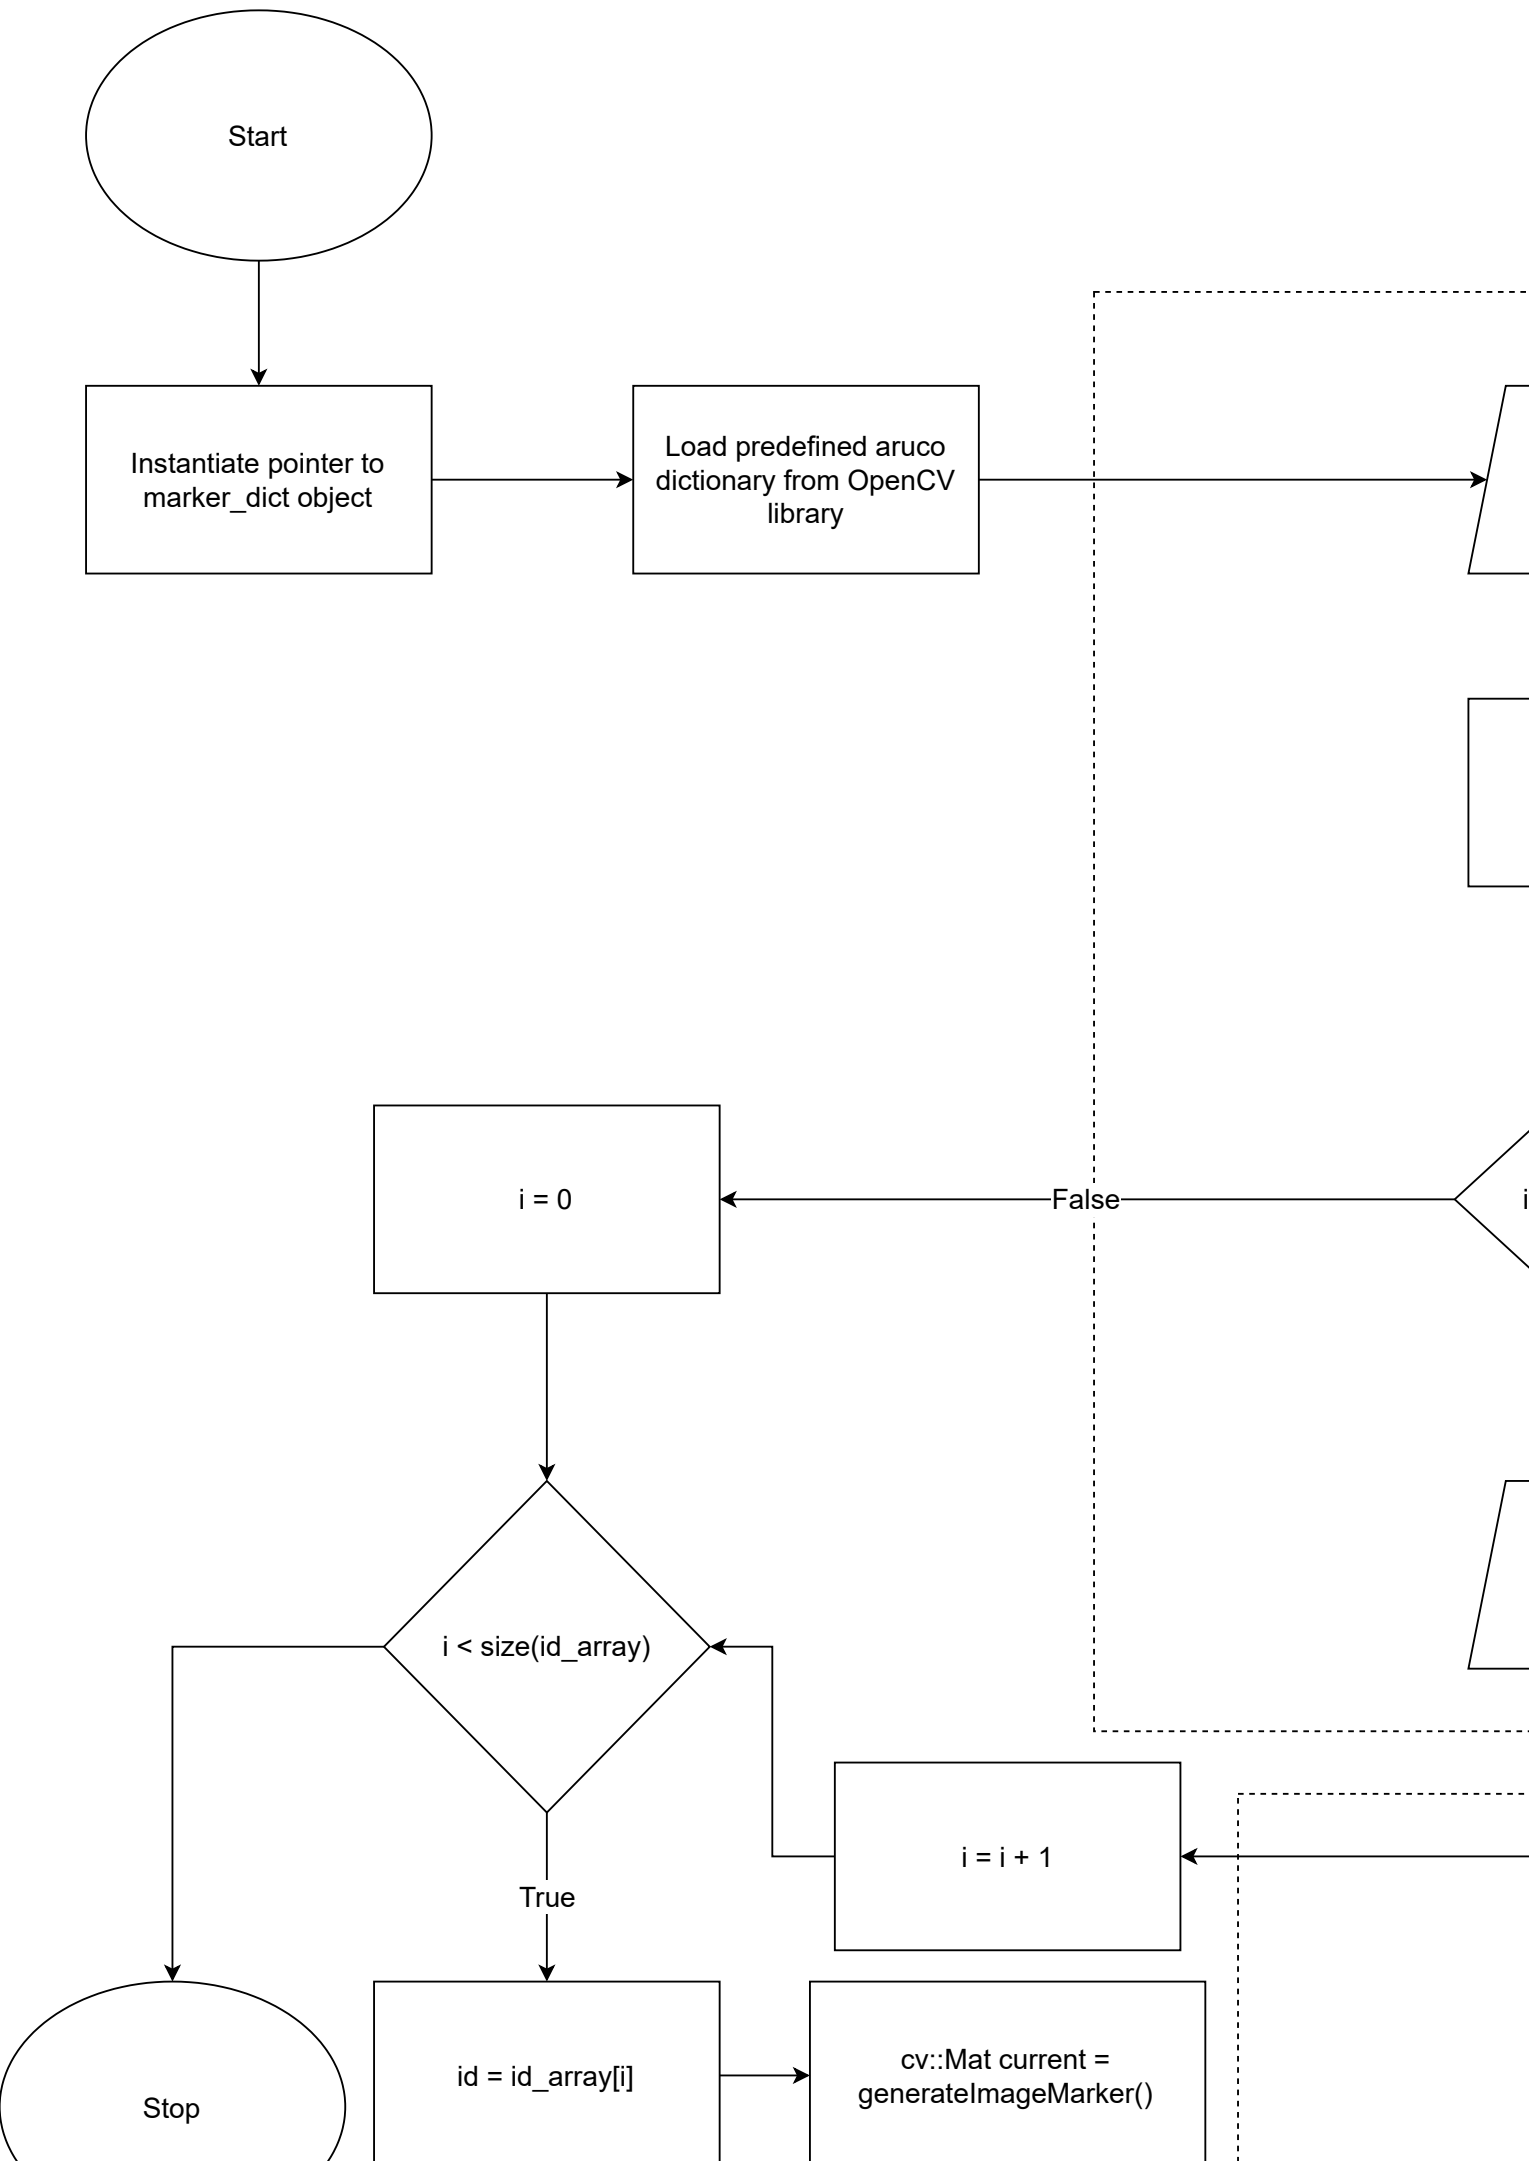 Start
Instantiate pointer to
marker_dict object
Load predefined aruco
dictionary from OpenCV
library
i = 0
False
i
i < size(id_array)
i = i + 1
True
id = id_array[i]
cv::Mat current =
generateImageMarker()
Stop